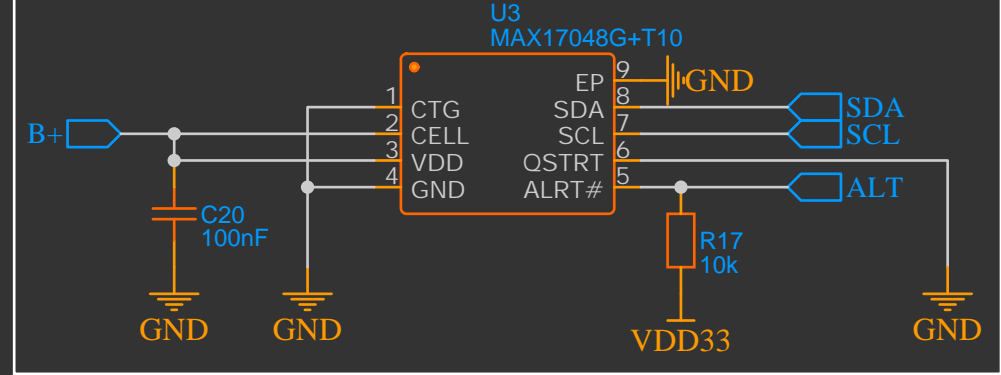 U3
MAX17048G+T10
EP 9 GND
1 CTG SDA 8 SDA
B+ 2 CELL SCL 7 SCL
3 VDD QSTRT 6
4 GND ALRT# 5 ALT
C20
100nF
R17
10k
GND GND VDD33 GND